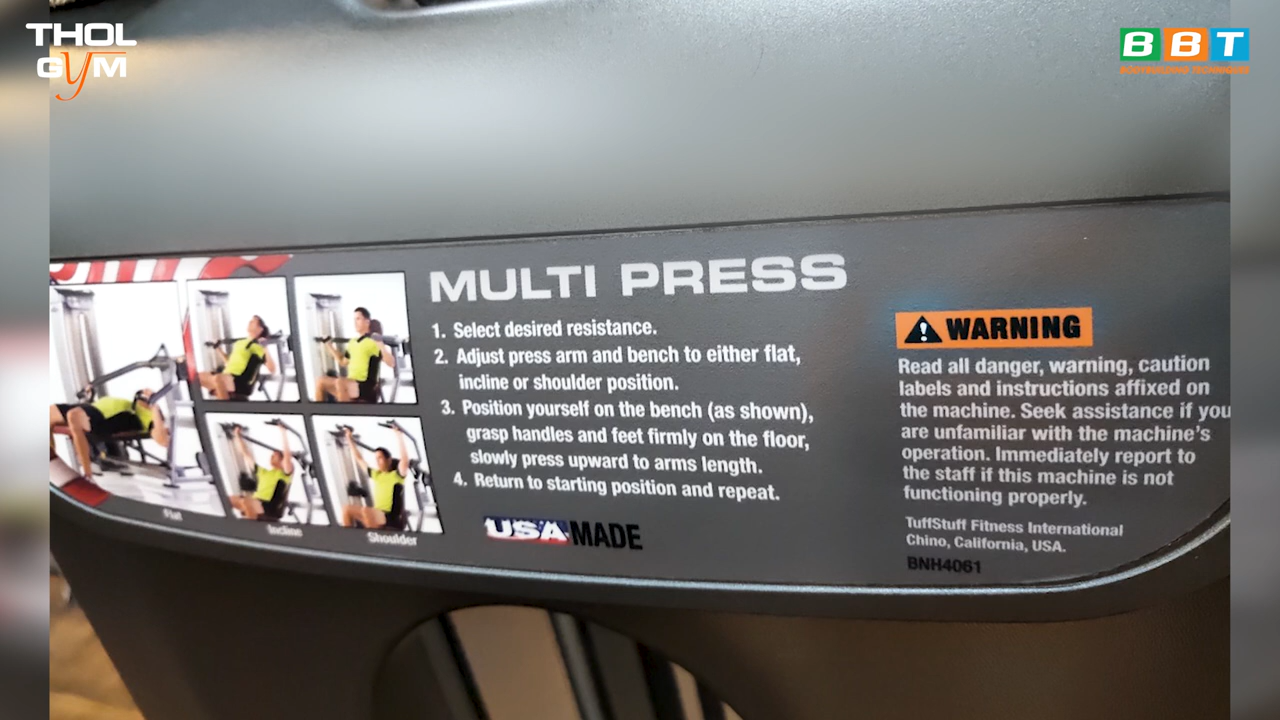 THOL
GYM
BBT
BODYBUILDING TECHNIQUES
MULTI PRESS
1. Select desired resistance.
2. Adjust press arm and bench to either flat,
incline or shoulder position.
3. Position yourself on the bench (as shown),
grasp handles and feet firmly on the floor,
slowly press upward to arms length.
4. Return to starting position and repeat.
USA MADE
Flat
Incline
Shoulder
WARNING
Read all danger, warning, caution
labels and instructions affixed on
the machine. Seek assistance if you
are unfamiliar with the machine's
operation. Immediately report to
the staff if this machine is not
functioning properly.
TuffStuff Fitness International
Chino, California, USA.
BNH4061